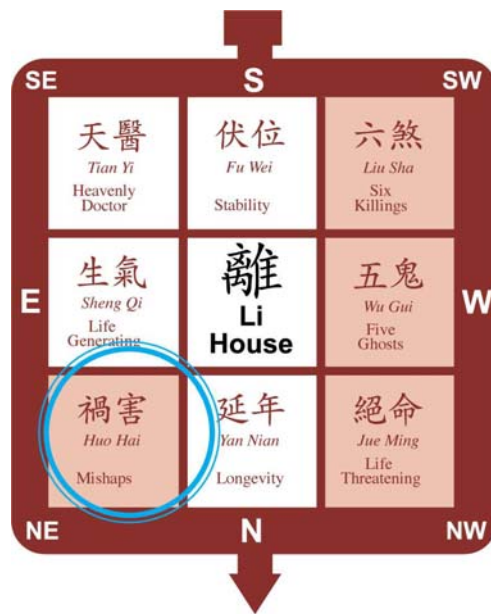 SE
S
SW
天醫
Tian Yi
Heavenly
Doctor
伏位
Fu Wei
Stability
六煞
Liu Sha
Six
Killings
E
生氣
Sheng Qi
Life
Generating
離
Li
House
五鬼
Wu Gui
Five
Ghosts
W
禍害
Huo Hai
Mishaps
延年
Yan Nian
Longevity
絕命
Jue Ming
Life
Threatening
NE
N
NW